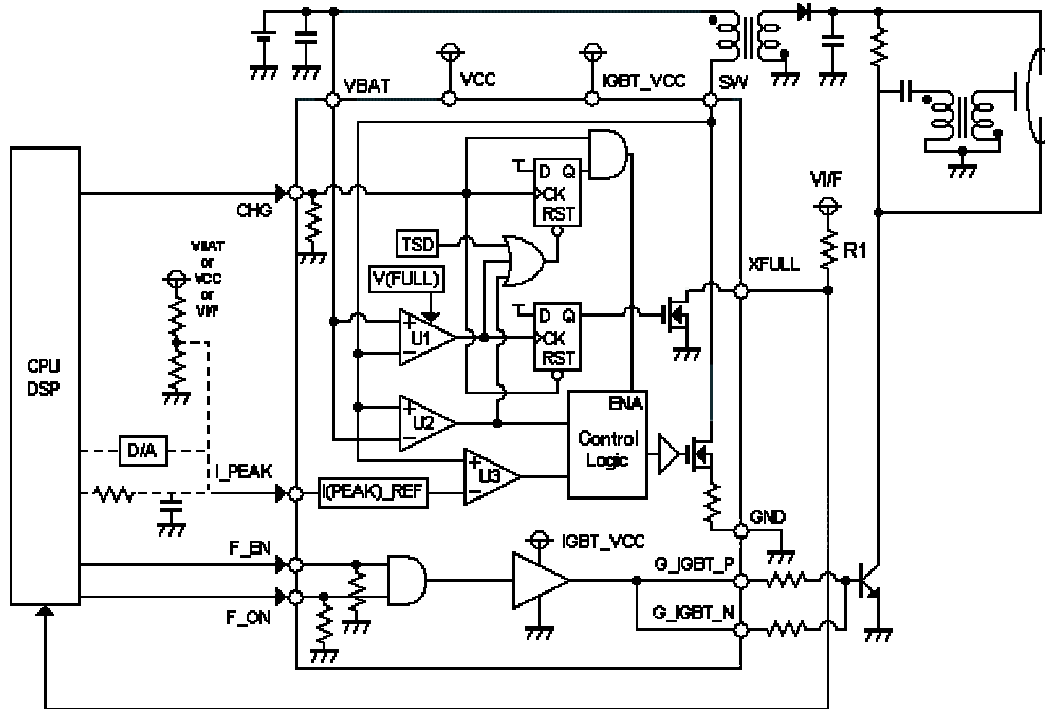 VBAT
VCC
IGBT_VCC
SW
D Q
CK
RST
CHG
TSD
V(FULL)
VI/F
R1
XFULL
VBAT
or
VCC
or
VI/F
+
U1
−
D Q
CK
RST
CPU
DSP
+
U2
−
ENA
Control
Logic
D/A
I_PEAK
+
U3
−
I(PEAK)_REF
GND
F_EN
IGBT_VCC
G_IGBT_P
F_ON
G_IGBT_N